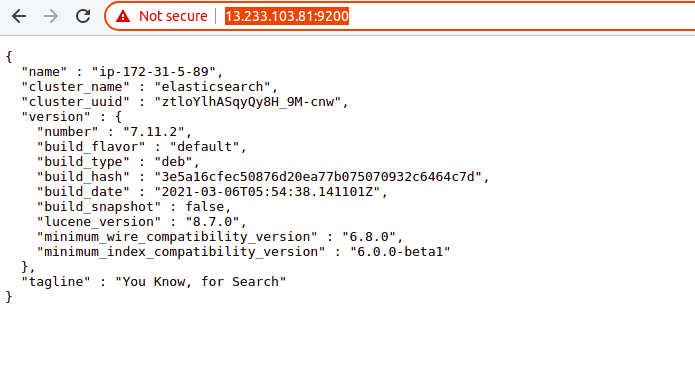 Not secure | 13.233.103.81:9200
{
  "name" : "ip-172-31-5-89",
  "cluster_name" : "elasticsearch",
  "cluster_uuid" : "ztloYlhASqyQy8H_9M-cnw",
  "version" : {
    "number" : "7.11.2",
    "build_flavor" : "default",
    "build_type" : "deb",
    "build_hash" : "3e5a16cfec50876d20ea77b075070932c6464c7d",
    "build_date" : "2021-03-06T05:54:38.141101Z",
    "build_snapshot" : false,
    "lucene_version" : "8.7.0",
    "minimum_wire_compatibility_version" : "6.8.0",
    "minimum_index_compatibility_version" : "6.0.0-beta1"
  },
  "tagline" : "You Know, for Search"
}